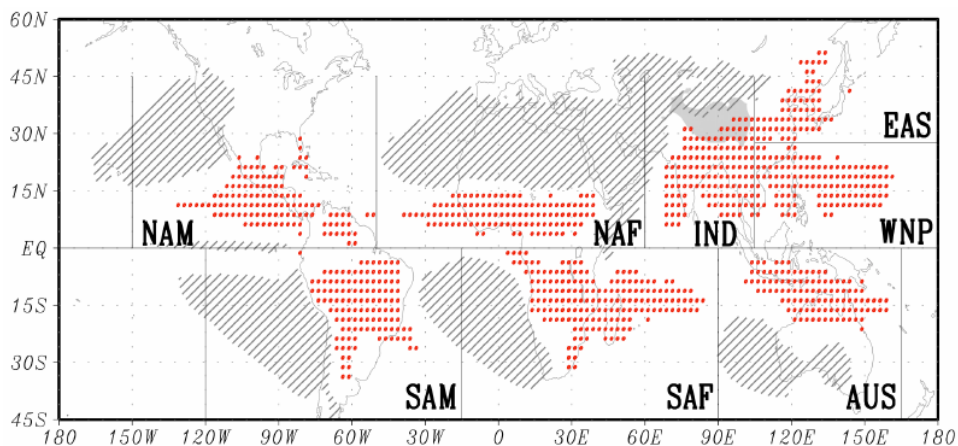 60N
45N
30N
EAS
15N
NAM
NAF
IND
WNP
EQ
15S
30S
SAM
SAF
AUS
45S
180 150W 120W 90W 60W 30W 0 30E 60E 90E 120E 150E 180